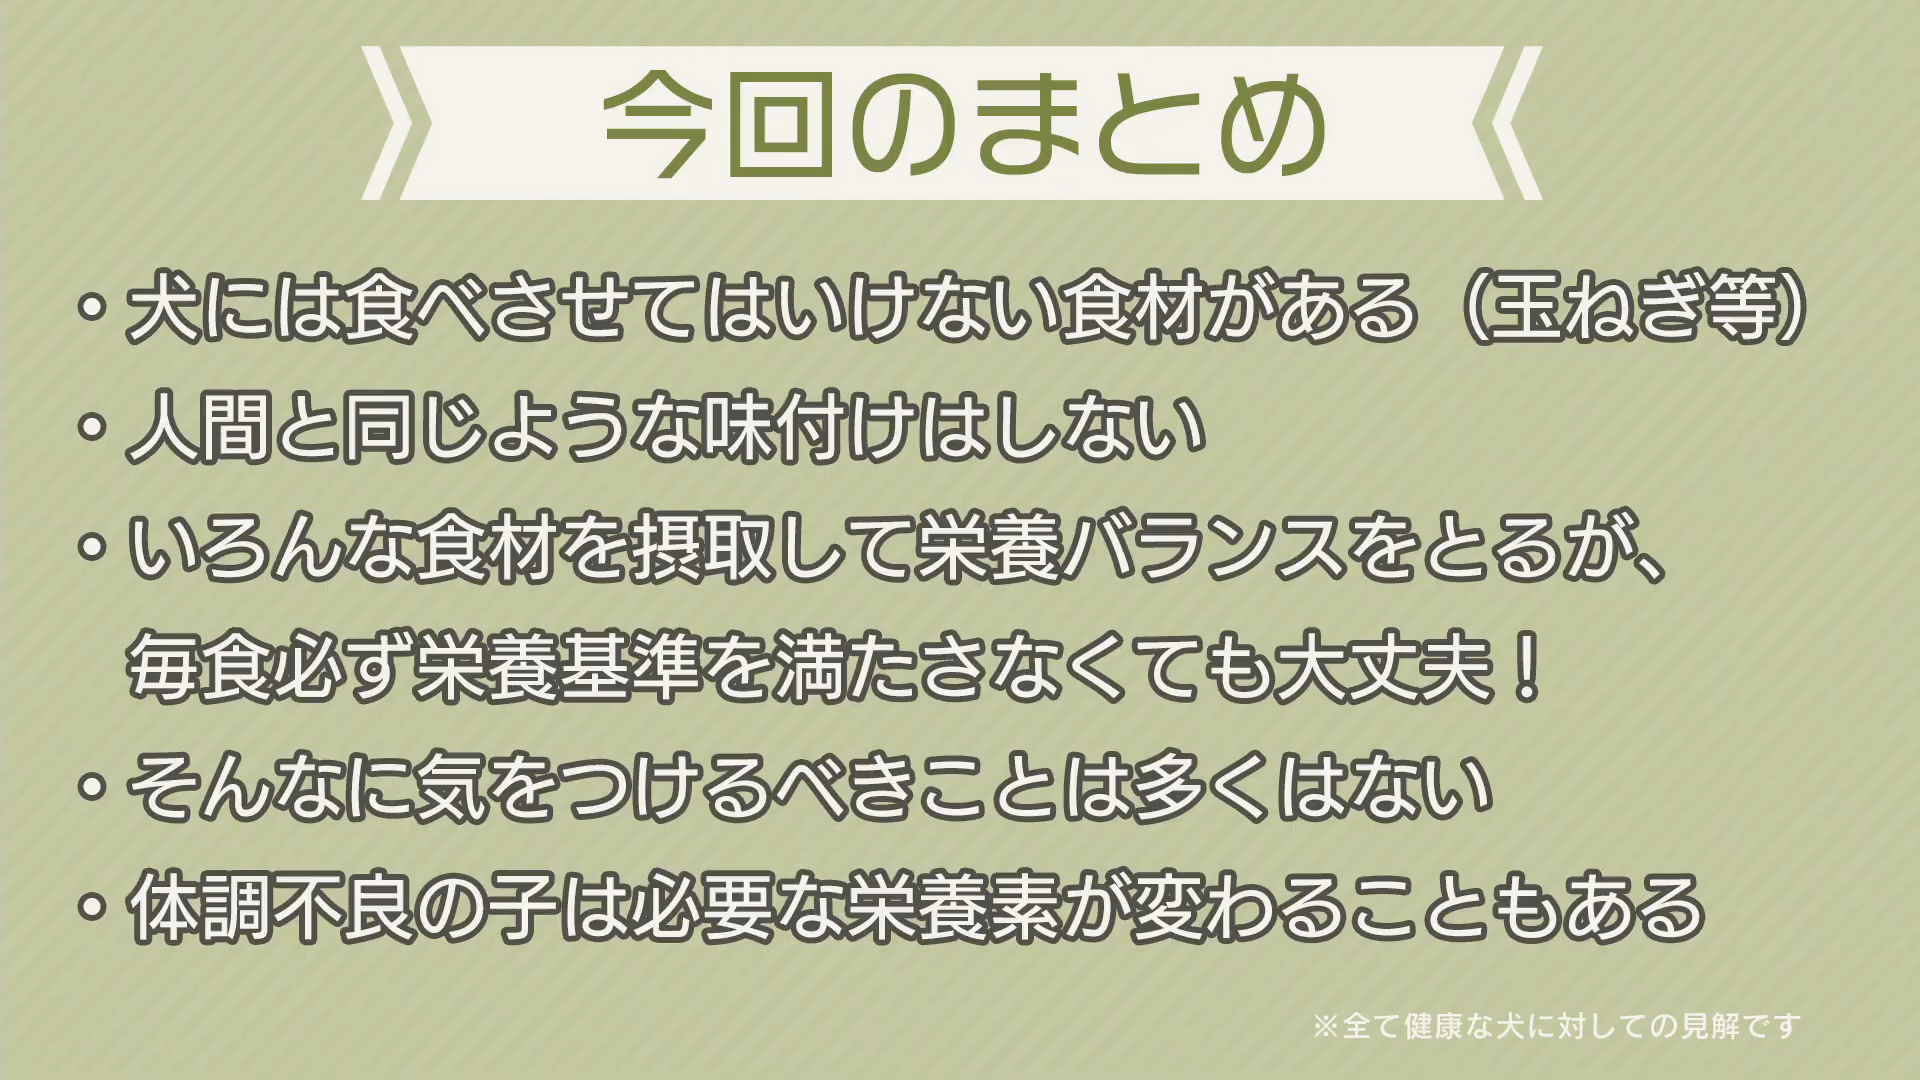 今回のまとめ
・犬には食べさせてはいけない食材がある（玉ねぎ等）
・人間と同じような味付けはしない
・いろんな食材を摂取して栄養バランスをとるが、
毎食必ず栄養基準を満たさなくても大丈夫！
・そんなに気をつけるべきことは多くはない
・体調不良の子は必要な栄養素が変わることもある
※全て健康な犬に対しての見解です